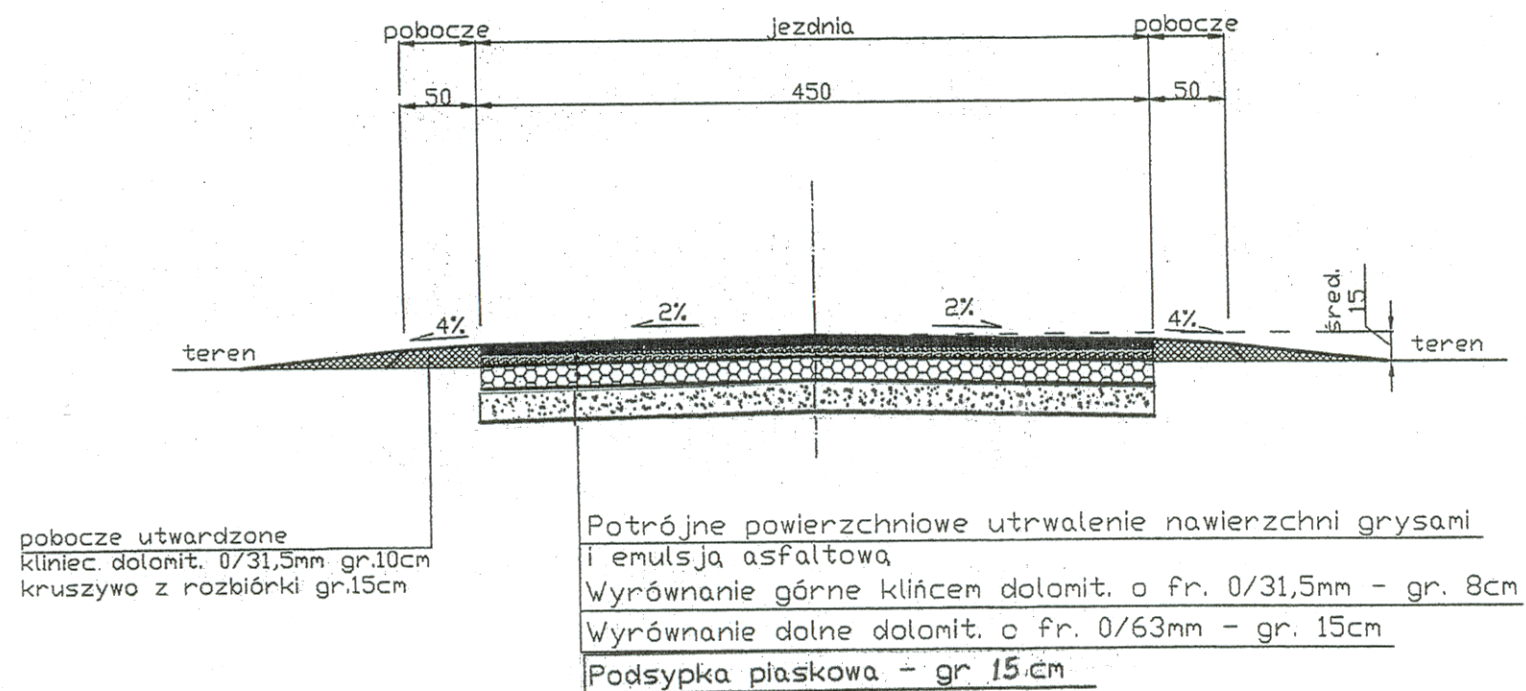 pobocze jezdnia pobocze
50 450 50
4% 2% 2% 4%
śred.
15
teren teren
pobocze utwardzone
kliniec. dolomit. 0/31,5mm gr.10cm
kruszywo z rozbiórki gr.15cm
Potrójne powierzchniowe utrwalenie nawierzchni grysami
i emulsją asfaltową
Wyrównanie górne klińcem dolomit. o fr. 0/31,5mm - gr. 8cm
Wyrównanie dolne dolomit. o fr. 0/63mm - gr. 15cm
Podsypka piaskowa - gr 15.cm